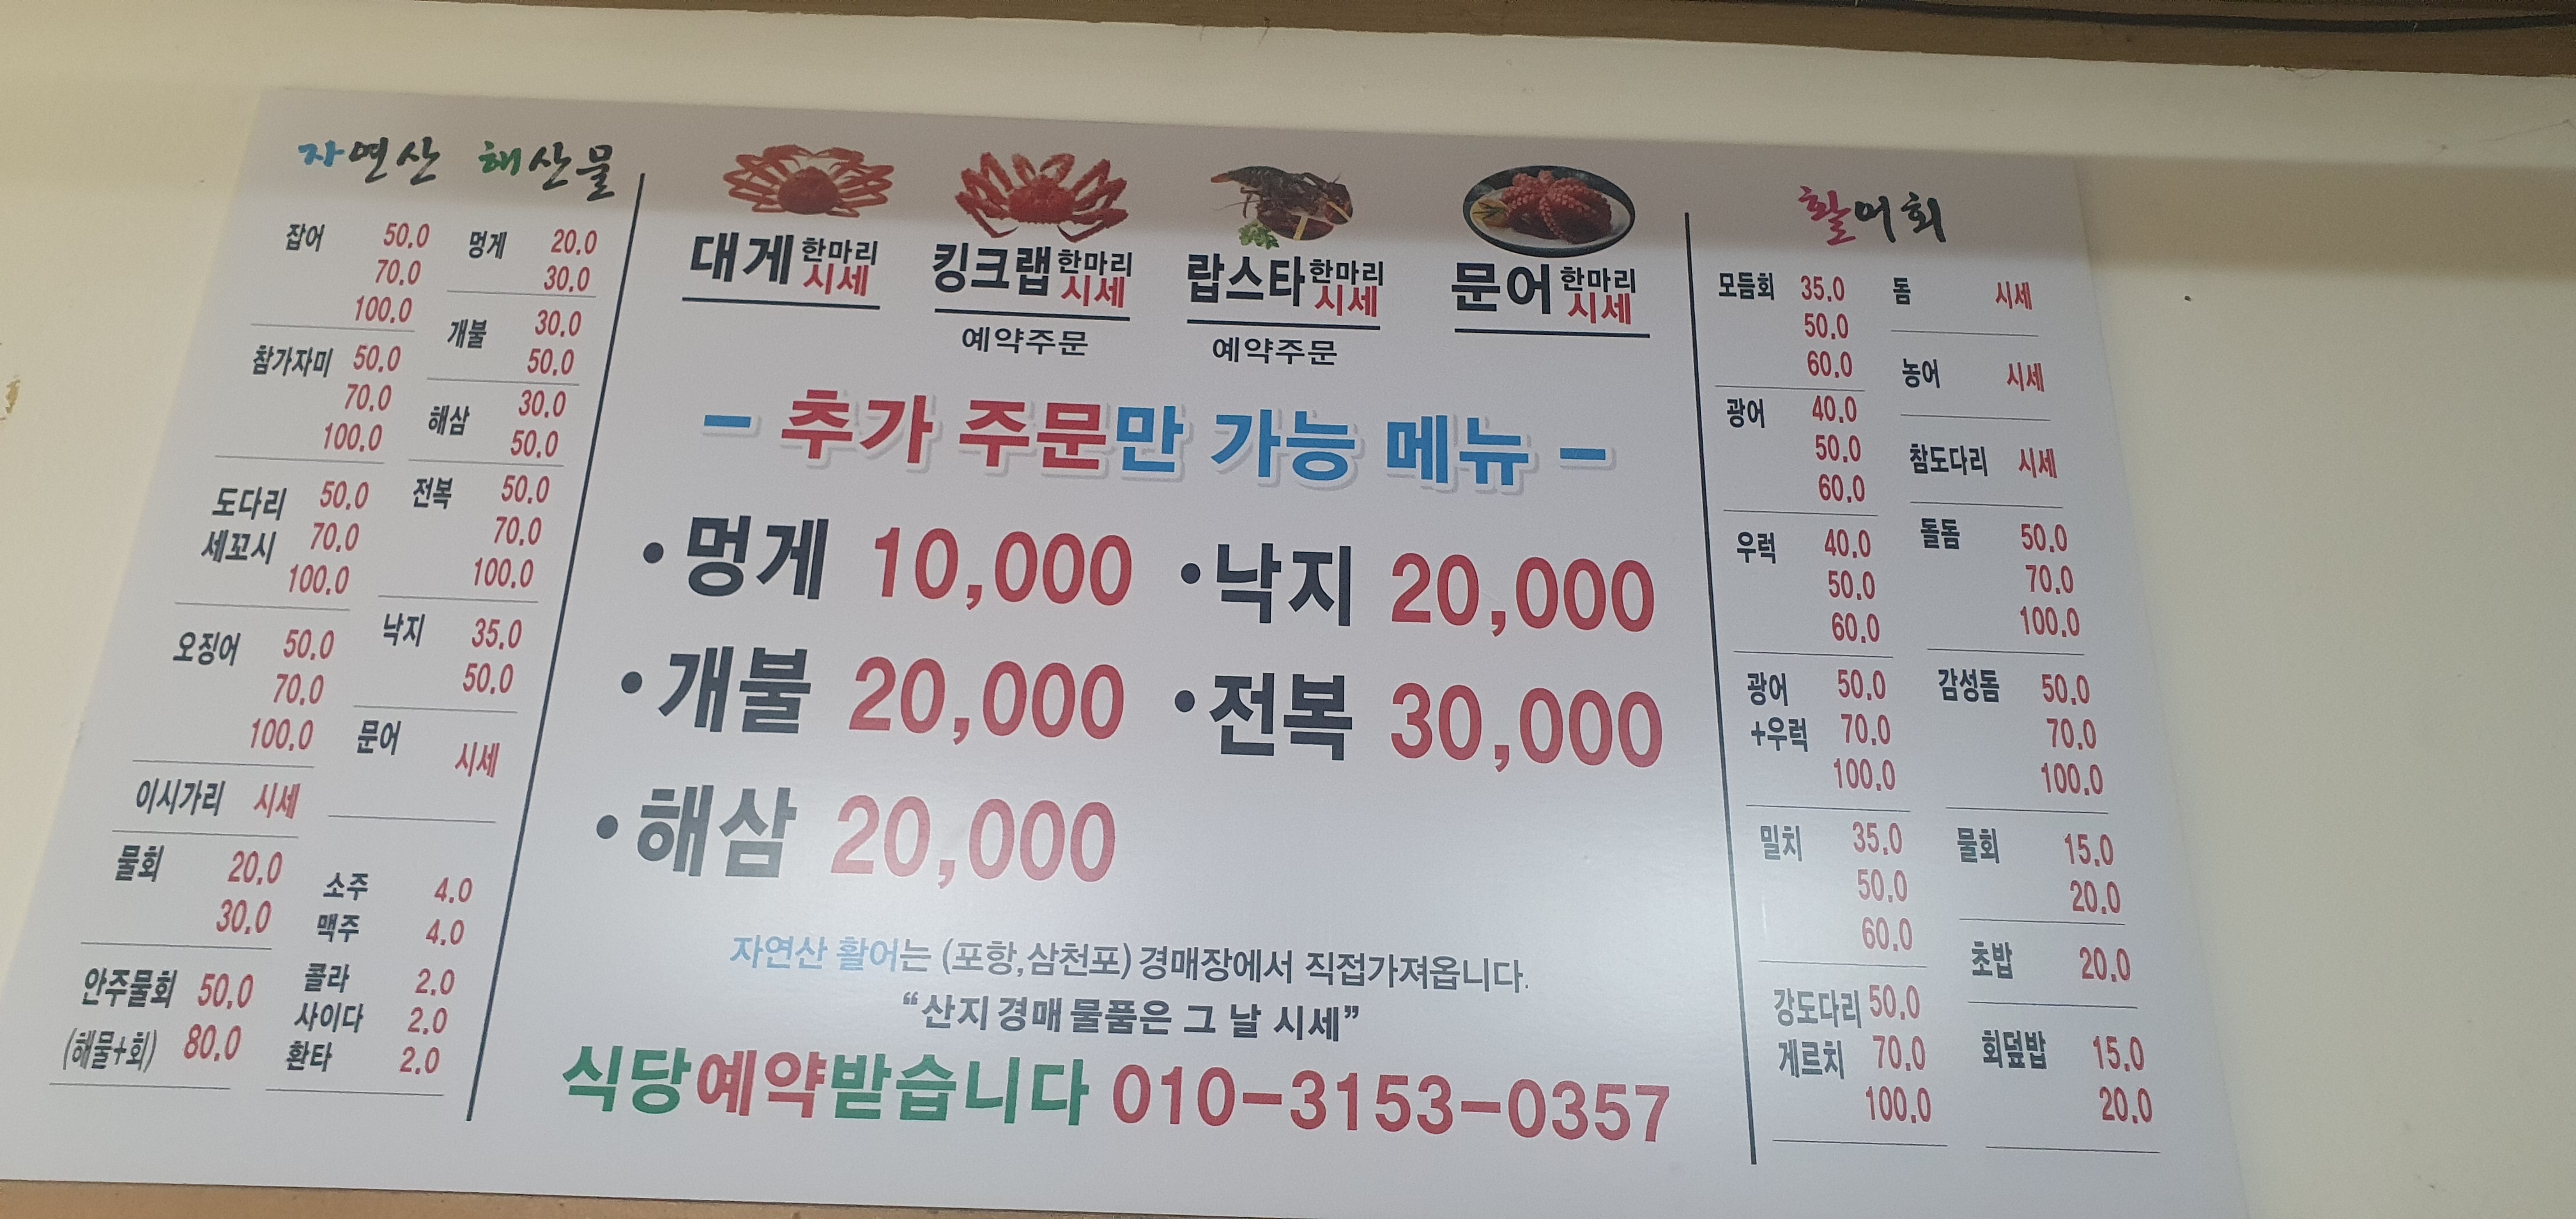 자연산 해산물
잡어 50.0
70.0
100.0
참가자미 50.0
70.0
100.0
도다리 50.0
세꼬시 70.0
100.0
오징어 50.0
70.0
100.0
이시가리 시세
물회 20.0
30.0
안주물회 50.0
(해물+회) 80.0
멍게 20.0
30.0
개불 30.0
50.0
해삼 30.0
50.0
전복 50.0
70.0
100.0
낙지 35.0
50.0
문어 시세
소주 4.0
맥주 4.0
콜라 2.0
사이다 2.0
환타 2.0
대게 한마리 시세
킹크랩 한마리 시세
예약주문
랍스타 한마리 시세
예약주문
문어 한마리 시세
- 추가 주문만 가능 메뉴 -
•멍게 10,000 •낙지 20,000
•개불 20,000 •전복 30,000
•해삼 20,000
자연산 활어는 (포항,삼천포) 경매장에서 직접가져옵니다.
“산지 경매 물품은 그 날 시세”
식당예약받습니다 010-3153-0357
활어회
모듬회 35.0
50.0
60.0
광어 40.0
50.0
60.0
우럭 40.0
50.0
60.0
광어 50.0
+우럭 70.0
100.0
밀치 35.0
50.0
60.0
강도다리 50.0
게르치 70.0
100.0
돔 시세
농어 시세
참도다리 시세
돌돔 50.0
70.0
100.0
감성돔 50.0
70.0
100.0
물회 15.0
20.0
초밥 20.0
회덮밥 15.0
20.0